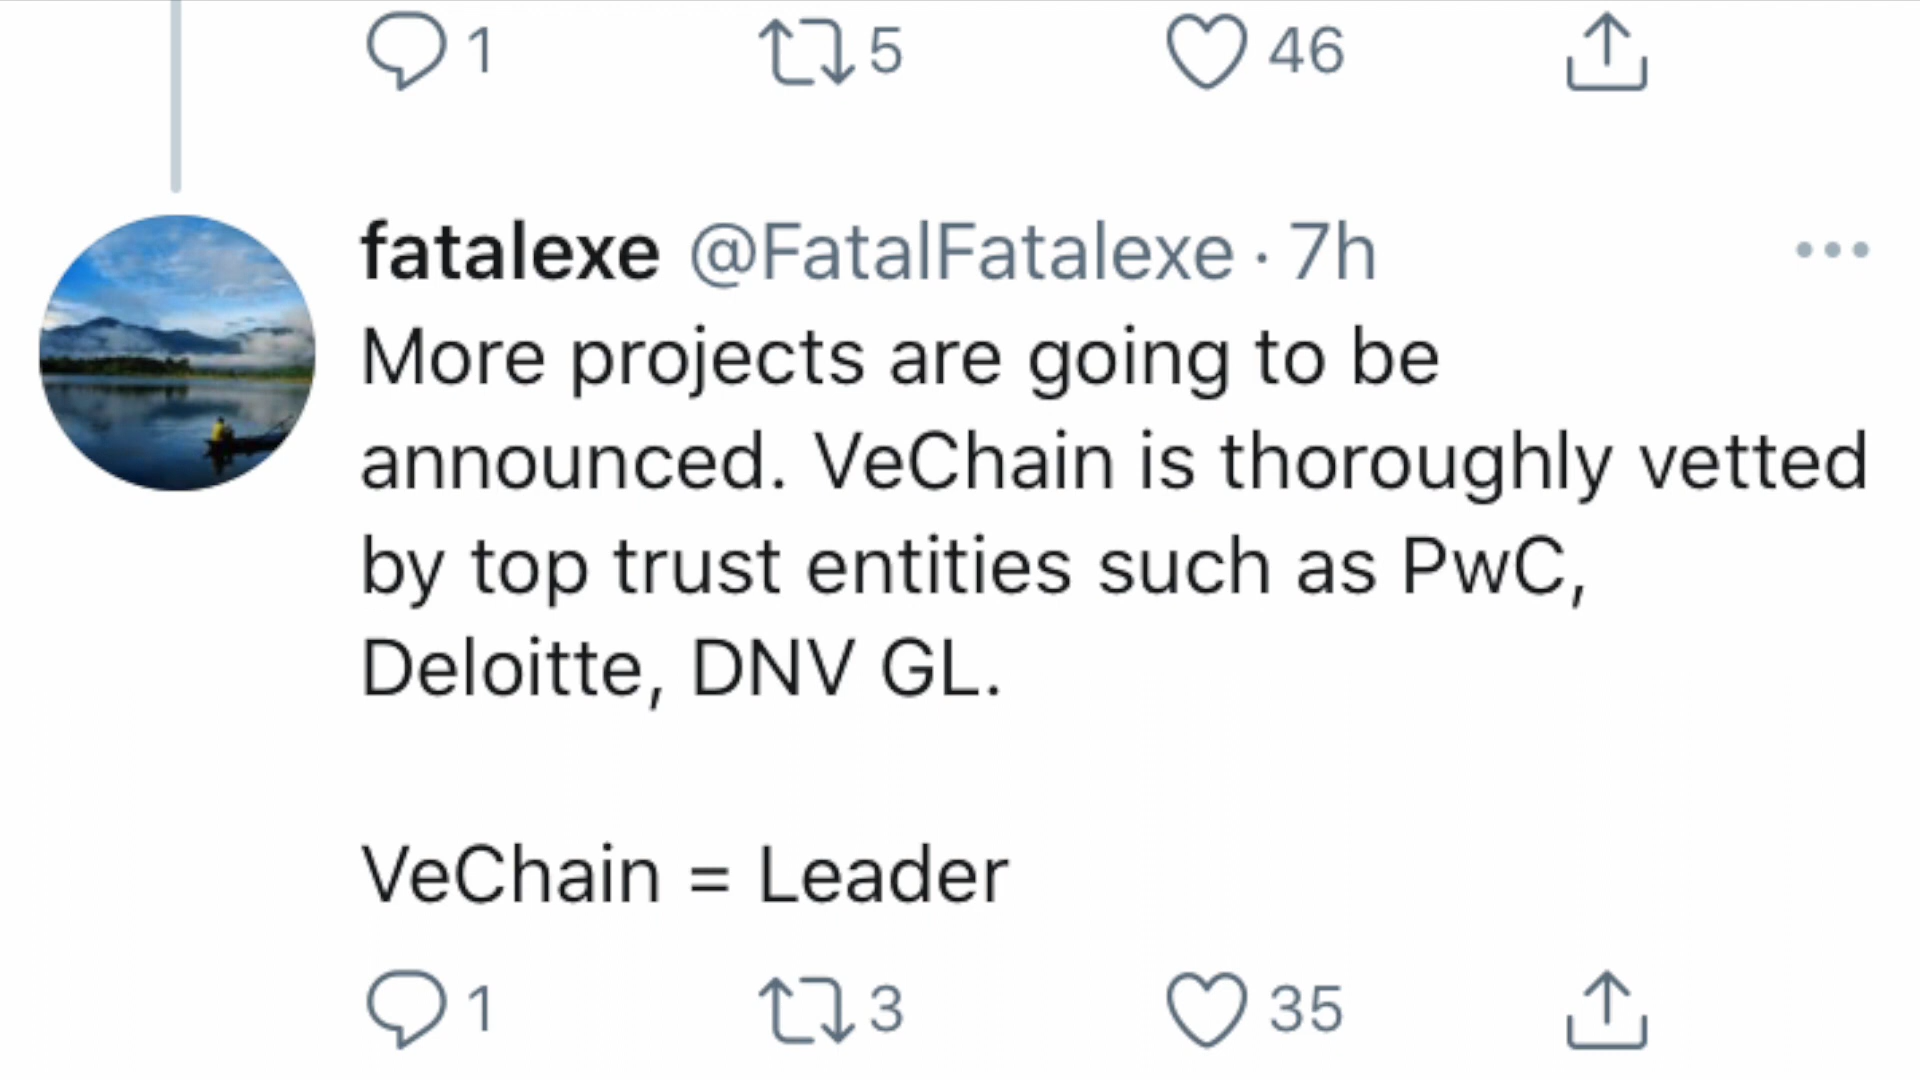 1 5 46
fatalexe @FatalFatalexe · 7h
More projects are going to be
announced. VeChain is thoroughly vetted
by top trust entities such as PwC,
Deloitte, DNV GL.
VeChain = Leader
1 3 35